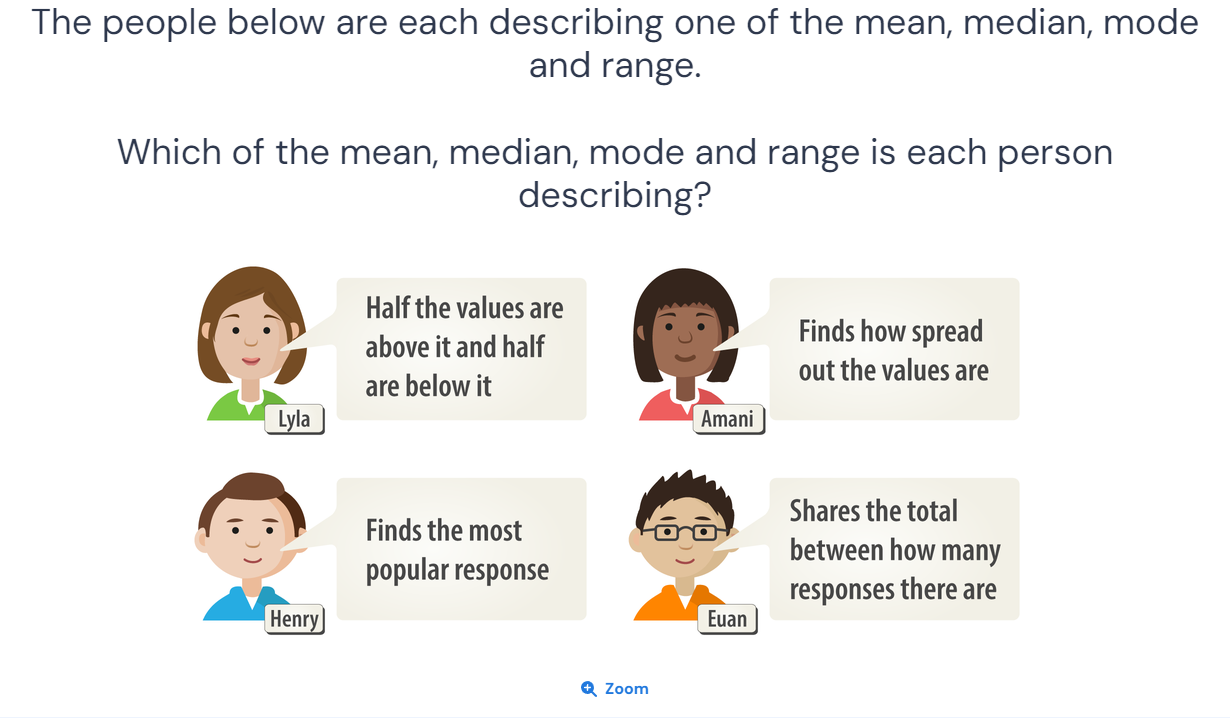 The people below are each describing one of the mean, median, mode
and range.
Which of the mean, median, mode and range is each person
describing?
Half the values are
above it and half
are below it
Lyla
Finds how spread
out the values are
Amani
Finds the most
popular response
Henry
Shares the total
between how many
responses there are
Euan
Zoom